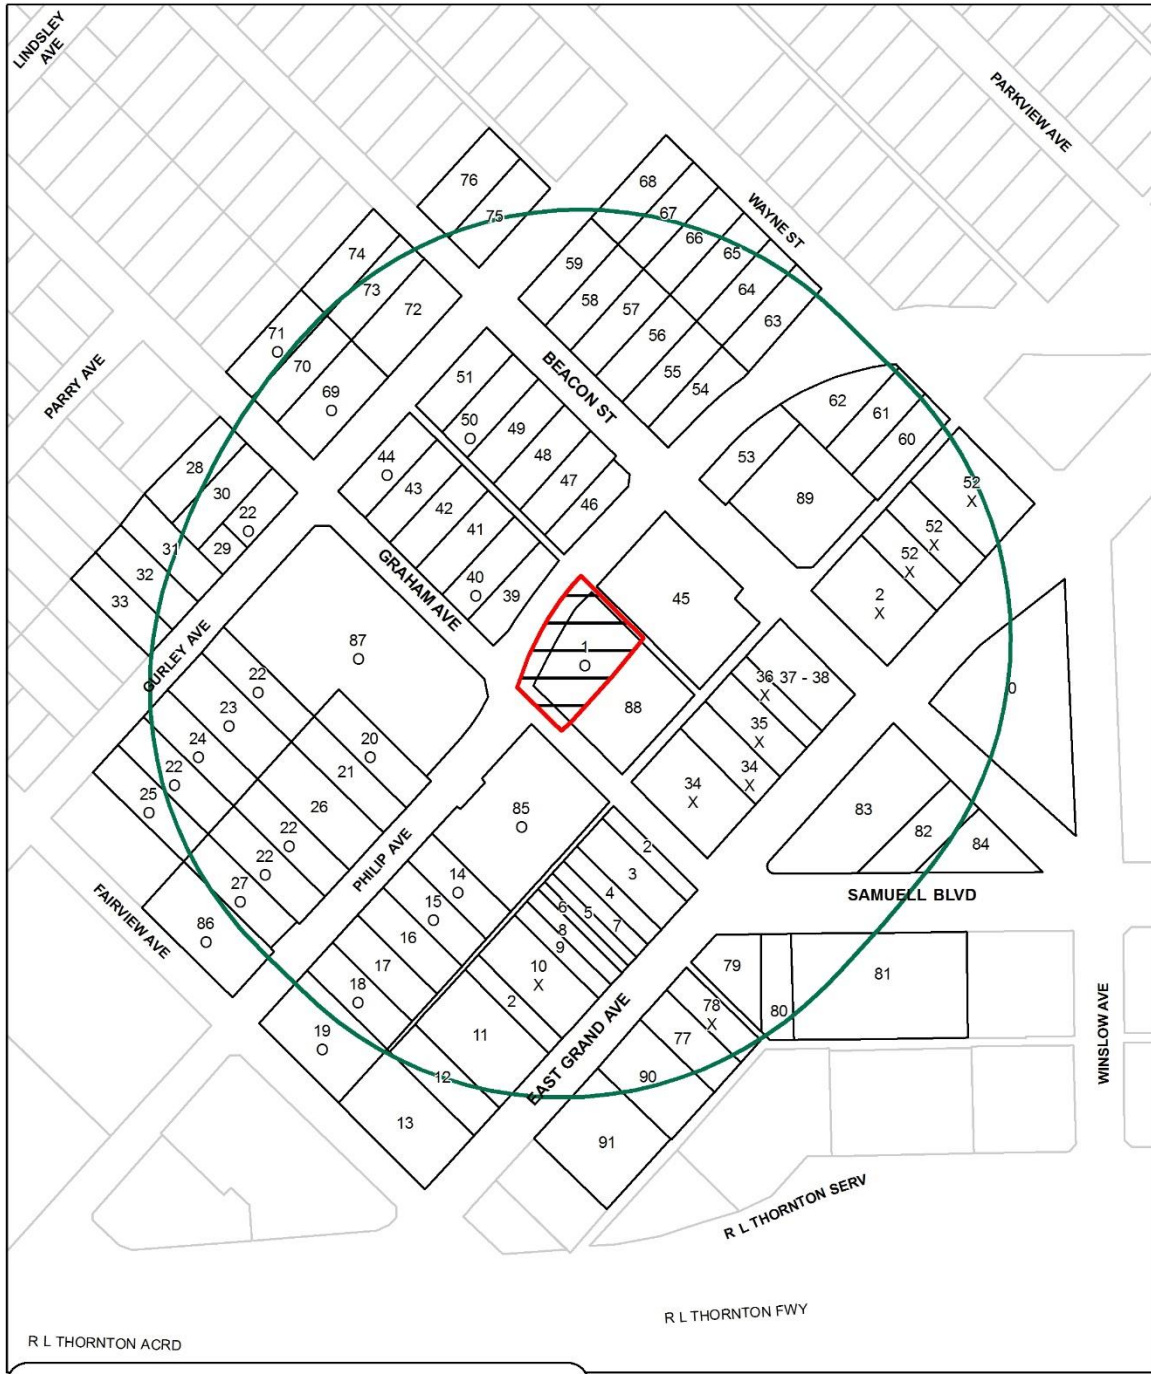 LINDSLEY
AVE
PARKVIEW AVE
76
68
75
67
WAYNE ST
66
74
65
59
73
64
58
72
57
63
71
O
56
70
BEACON ST
55
PARRY AVE
51
54
69
O
62
61
50
O
49
60
48
53
44
O
28
47
43
52
X
30
42
46
89
22
O
41
52
X
29
31
52
X
GRAHAM AVE
32
40
O
39
45
2
X
33
87
O
GURLEY AVE
1
O
22
O
36
X
37 - 38
0
23
O
88
35
X
24
O
20
O
22
O
21
34
X
34
X
25
O
26
85
O
83
22
O
82
84
2
PHILIP AVE
22
O
14
O
3
27
O
4
SAMUELL BLVD
FAIRVIEW AVE
15
O
6
5
86
O
16
8
7
9
17
10
X
79
81
18
O
2
78
X
80
19
O
11
77
EAST GRAND AVE
WINSLOW AVE
12
90
13
91
R L THORNTON SERV
R L THORNTON FWY
R L THORNTON ACRD